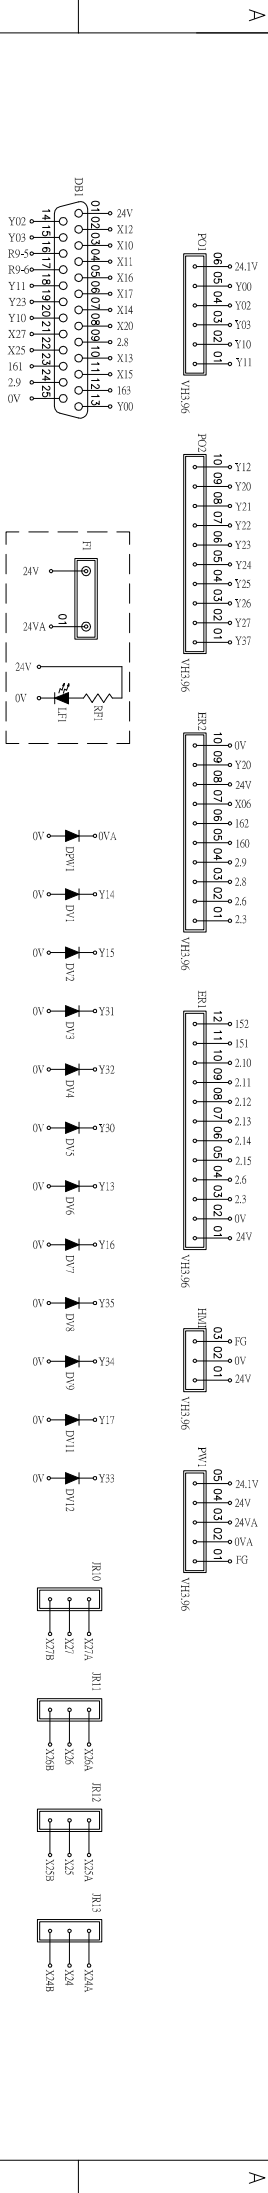 A
DB1
01 24V
02 X12
03 X10
04 X11
05 X16
06 X17
07 X14
08 X20
09 2.8
10 X13
11 X15
12 163
13 Y00
14 Y02
15 Y03
16 R9-5
17 R9-6
18 Y11
19 Y23
20 Y10
21 X27
22 X25
23 161
24 2.9
25 0V
PO1
06 24.1V
05 Y00
04 Y02
03 Y03
02 Y10
01 Y11
VH3.96
PO2
10 Y12
09 Y20
08 Y21
07 Y22
06 Y23
05 Y24
04 Y25
03 Y26
02 Y27
01 Y37
VH3.96
F1
24V
01
24VA
24V
0V
RF1
LF1
ER2
10 0V
09 Y20
08 24V
07 X06
06 162
05 160
04 2.9
03 2.8
02 2.6
01 2.3
VH3.96
0V DPW1 0VA
0V DV1 Y14
0V DV2 Y15
0V DV3 Y31
0V DV4 Y32
0V DV5 Y30
0V DV6 Y13
0V DV7 Y16
0V DV8 Y35
0V DV9 Y34
0V DV11 Y17
0V DV12 Y33
ER1
12 152
11 151
10 2.10
09 2.11
08 2.12
07 2.13
06 2.14
05 2.15
04 2.6
03 2.3
02 0V
01 24V
VH3.96
03 FG
02 0V
01 24V
VH3.96
PW1
05 24.1V
04 24V
03 24VA
02 0VA
01 FG
VH3.96
JR10
X27A
X27
X27B
JR11
X26A
X26
X26B
JR12
X25A
X25
X25B
JR13
X24A
X24
X24B
A